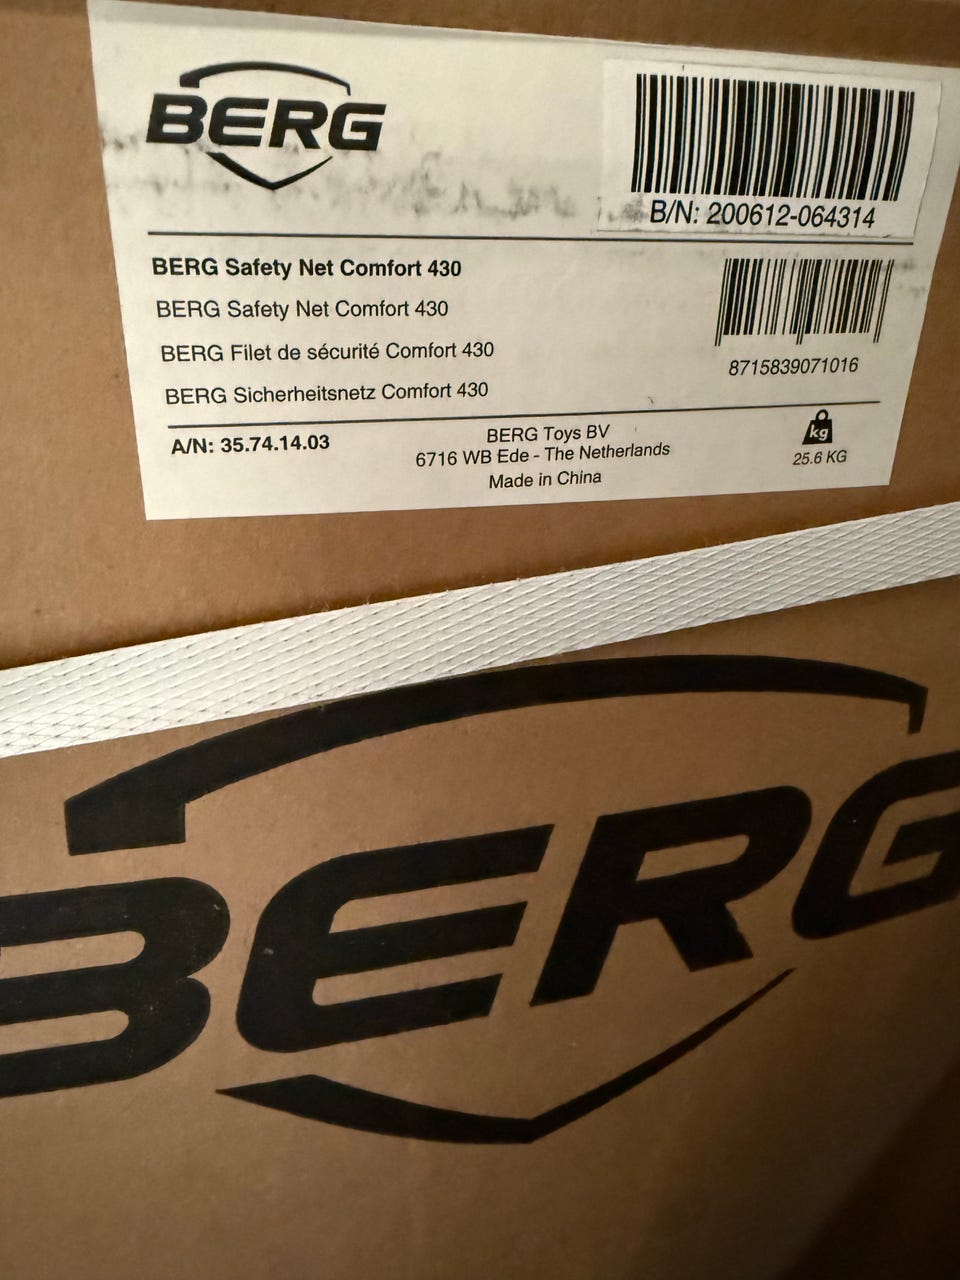 BERG
B/N: 200612-064314
BERG Safety Net Comfort 430
BERG Safety Net Comfort 430
BERG Filet de sécurité Comfort 430
BERG Sicherheitsnetz Comfort 430
8715839071016
A/N: 35.74.14.03
BERG Toys BV
6716 WB Ede - The Netherlands
Made in China
kg
25.6 KG
BERG